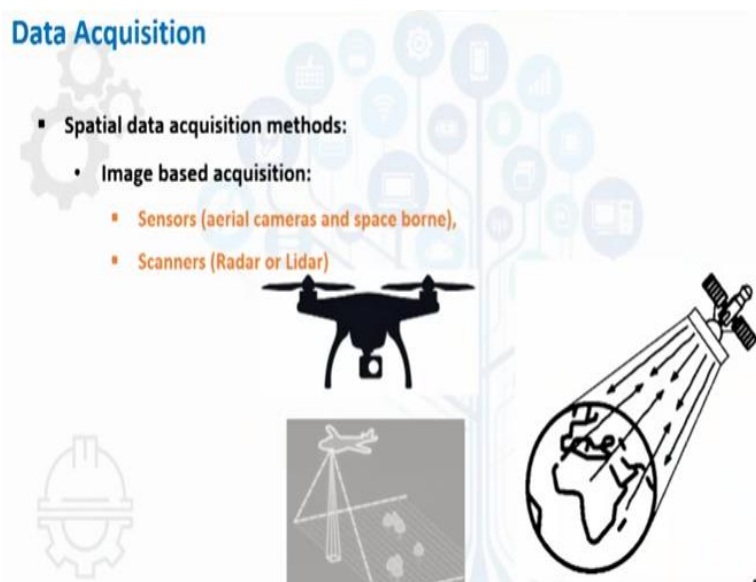 Data Acquisition
▪ Spatial data acquisition methods:
• Image based acquisition:
▪ Sensors (aerial cameras and space borne),
▪ Scanners (Radar or Lidar)